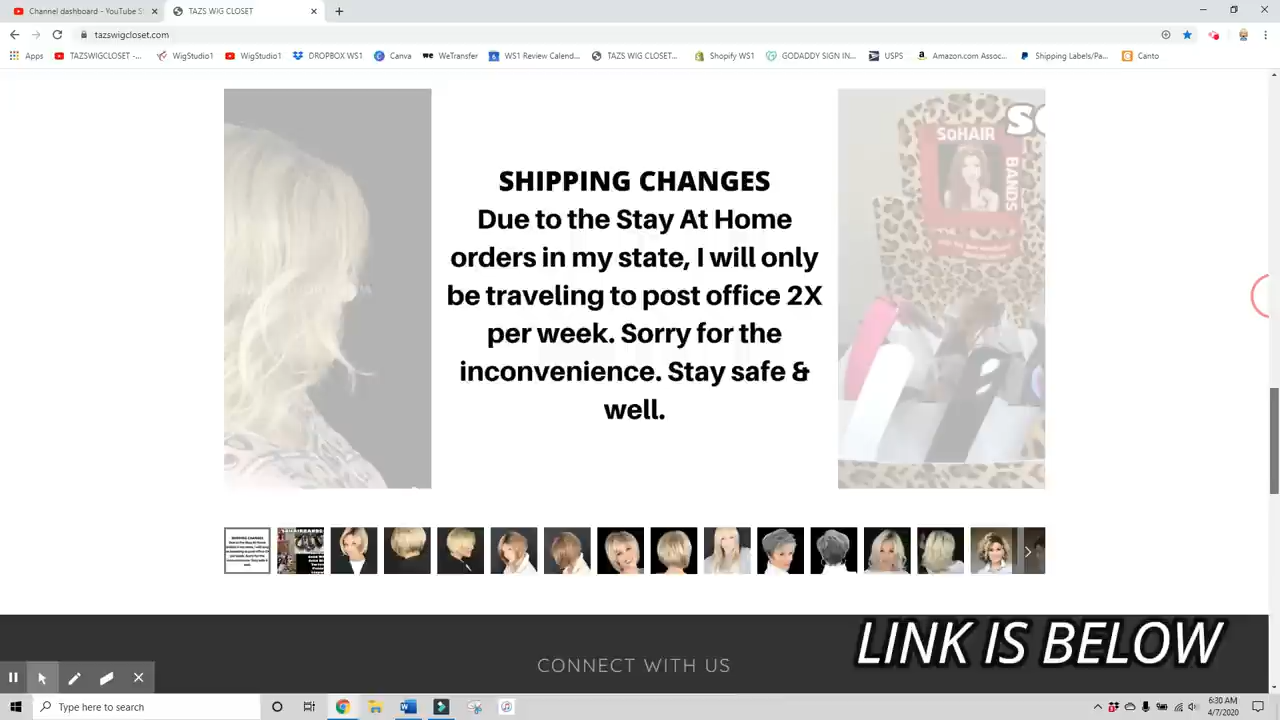 Channel dashboard - YouTube St
TAZS WIG CLOSET
tazswigcloset.com
Apps
TAZSWIGCLOSET -...
WigStudio1
WigStudio1
DROPBOX WS1
Canva
WeTransfer
WS1 Review Calend...
TAZS WIG CLOSET...
Shopify WS1
GODADDY SIGN IN...
USPS
Amazon.com Assoc...
Shipping Labels/Pa...
Canto
SOHAIR
BANDS
SHIPPING CHANGES
Due to the Stay At Home
orders in my state, I will only
be traveling to post office 2X
per week. Sorry for the
inconvenience. Stay safe &
well.
LINK IS BELOW
CONNECT WITH US
Type here to search
6:30 AM
4/7/2020